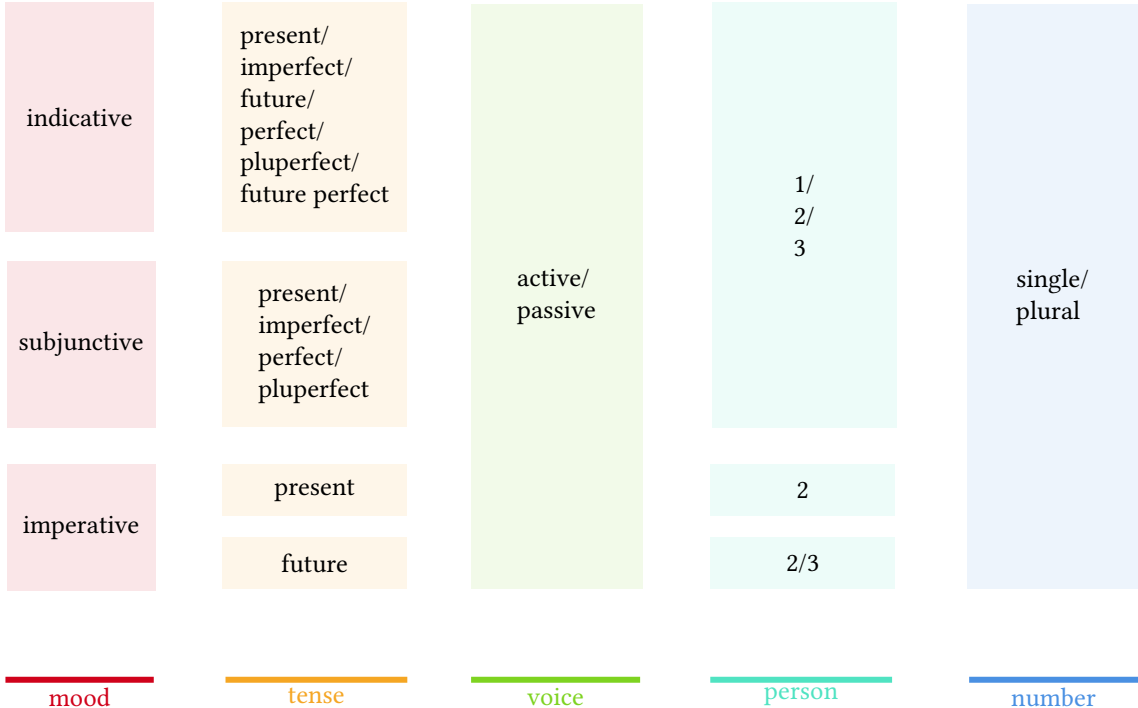 indicative
present/
imperfect/
future/
perfect/
pluperfect/
future perfect
subjunctive
present/
imperfect/
perfect/
pluperfect
imperative
present
future
active/
passive
1/
2/
3
2
2/3
single/
plural
mood
tense
voice
person
number